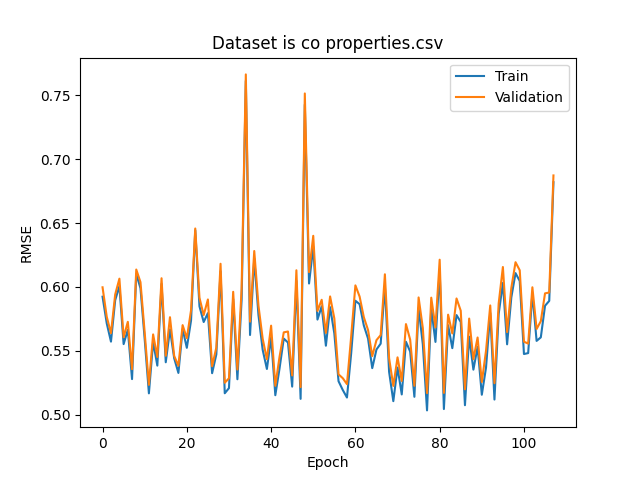 Dataset is co properties.csv
Train
Validation
RMSE
0.75
0.70
0.65
0.60
0.55
0.50
0 20 40 60 80 100
Epoch